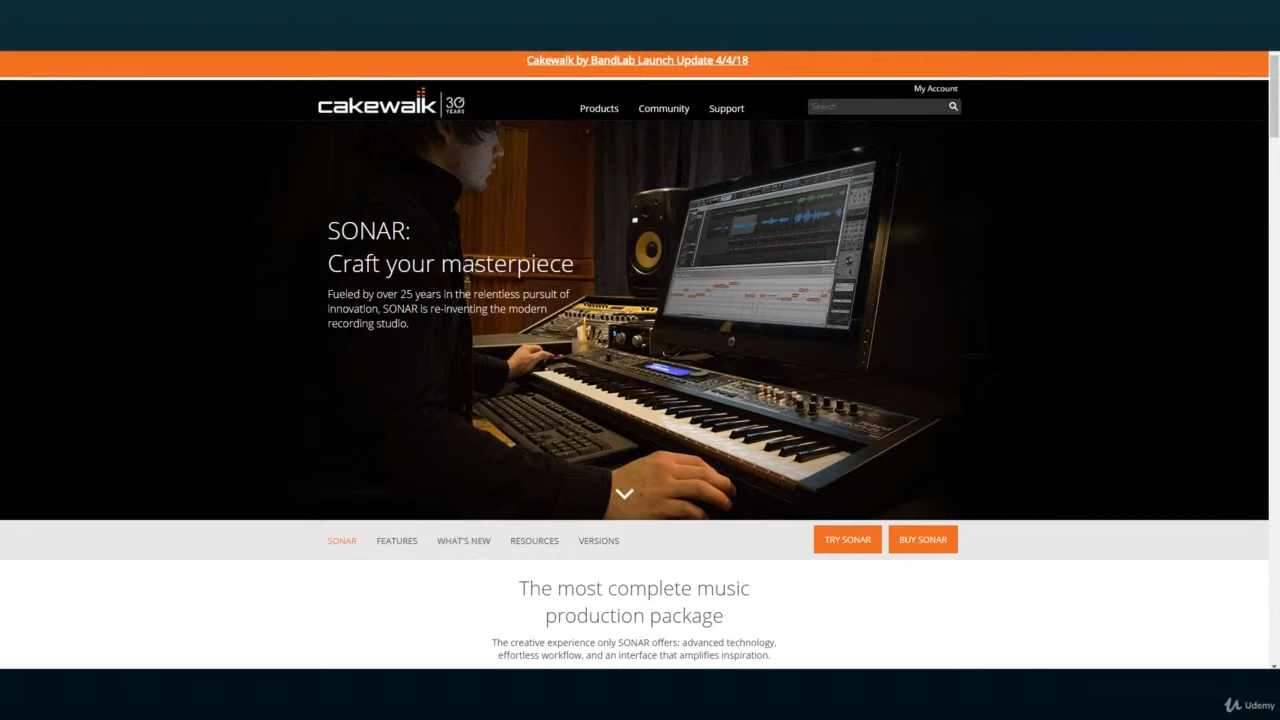 Cakewalk by BandLab Launch Update 4/4/18
My Account
cakewalk 30 YEARS
Products Community Support
Search
SONAR:
Craft your masterpiece
Fueled by over 25 years in the relentless pursuit of
innovation, SONAR is re-inventing the modern
recording studio.
SONAR FEATURES WHAT'S NEW RESOURCES VERSIONS TRY SONAR BUY SONAR
The most complete music
production package
The creative experience only SONAR offers: advanced technology,
effortless workflow, and an interface that amplifies inspiration.
Udemy